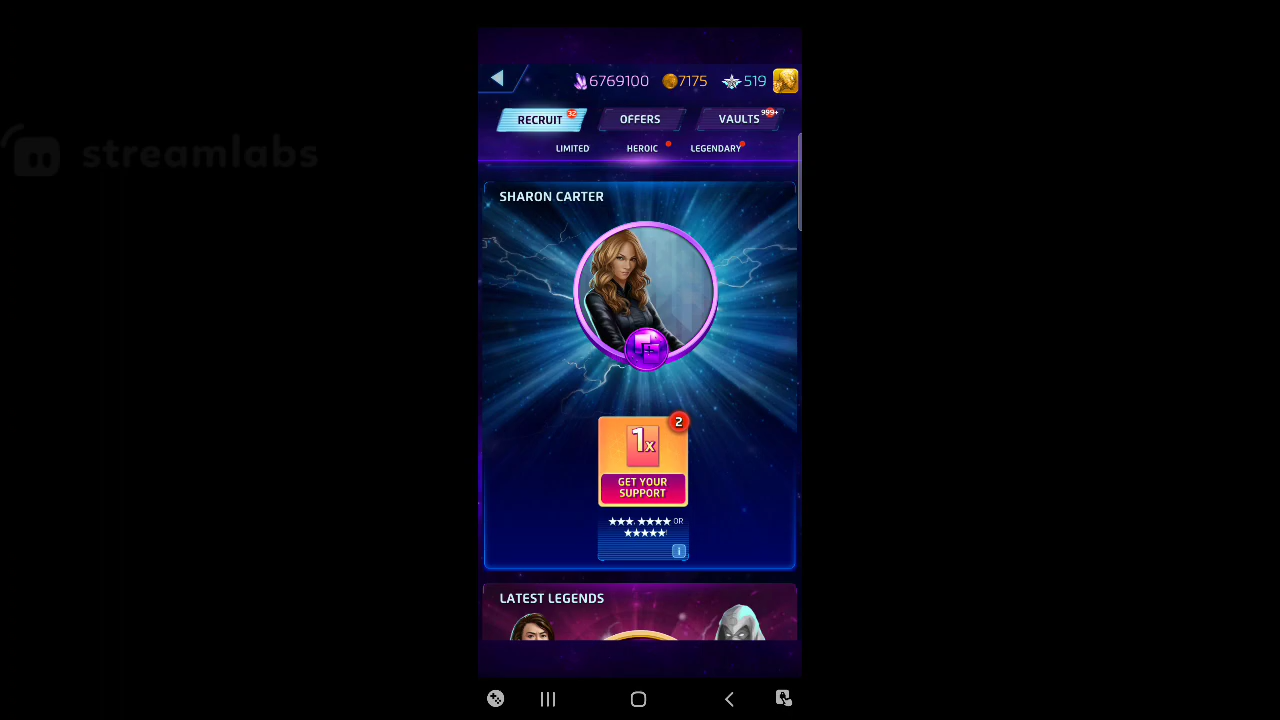 streamlabs
6769100 7175 519
RECRUIT 32 OFFERS VAULTS 999+
LIMITED HEROIC LEGENDARY
SHARON CARTER
2
1x
GET YOUR
SUPPORT
★★★, ★★★★ OR
★★★★★!
i
LATEST LEGENDS